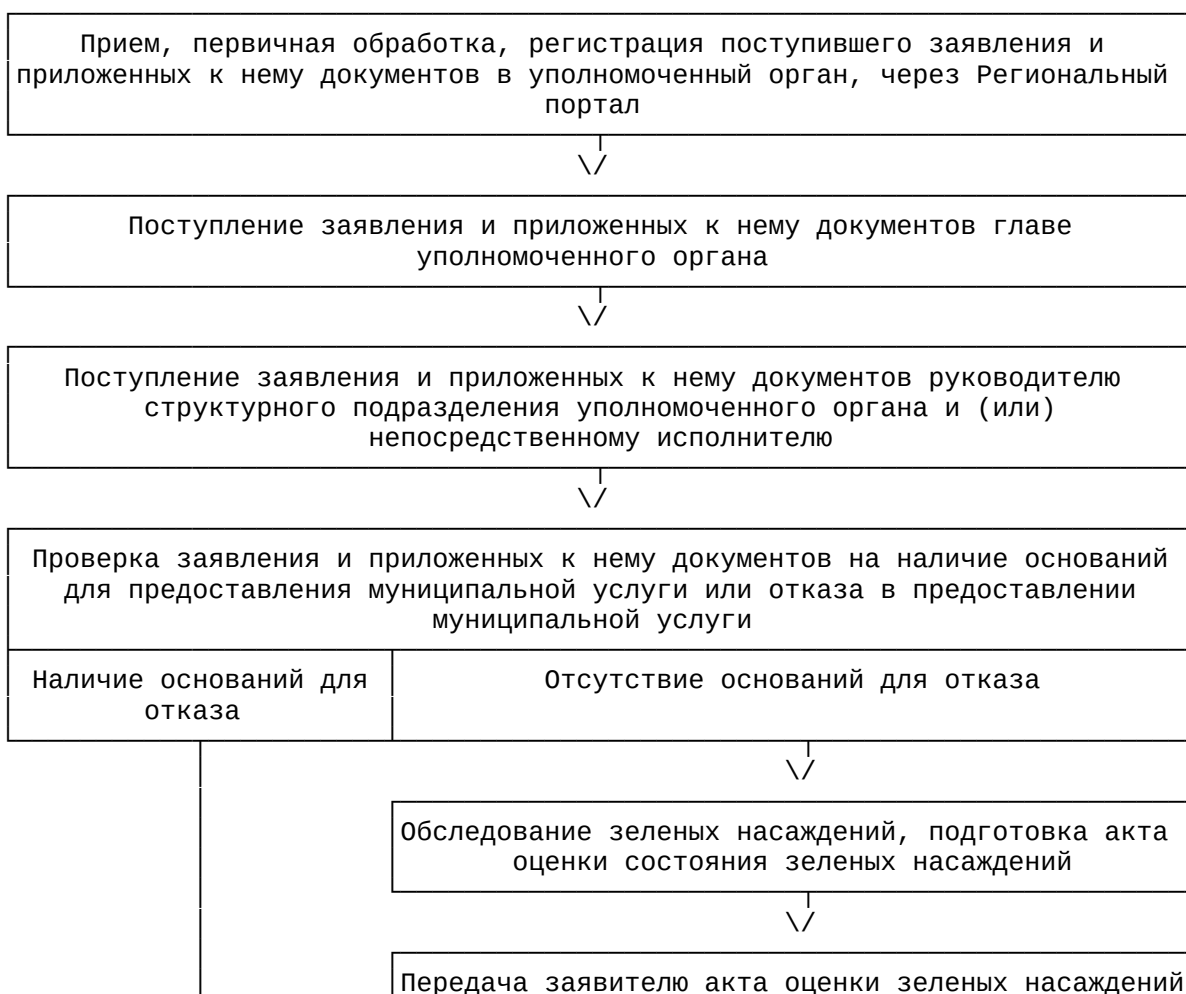 Прием, первичная обработка, регистрация поступившего заявления и
приложенных к нему документов в уполномоченный орган, через Региональный
портал
\/
Поступление заявления и приложенных к нему документов главе
уполномоченного органа
\/
Поступление заявления и приложенных к нему документов руководителю
структурного подразделения уполномоченного органа и (или)
непосредственному исполнителю
\/
Проверка заявления и приложенных к нему документов на наличие оснований
для предоставления муниципальной услуги или отказа в предоставлении
муниципальной услуги
Наличие оснований для
отказа
Отсутствие оснований для отказа
\/
Обследование зеленых насаждений, подготовка акта
оценки состояния зеленых насаждений
\/
Передача заявителю акта оценки зеленых насаждений